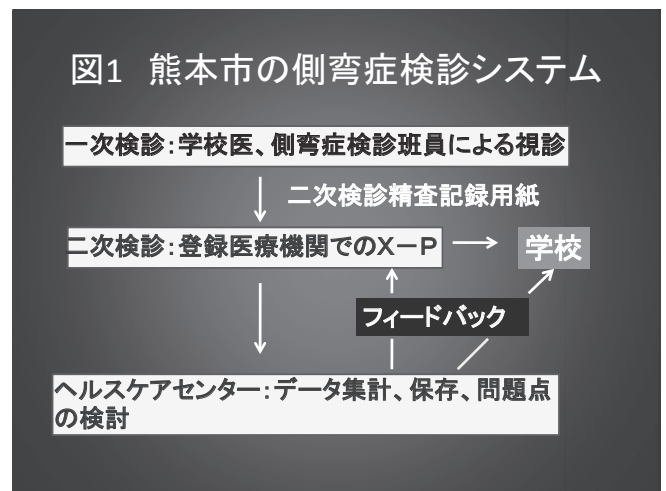 図1 熊本市の側弯症検診システム
一次検診:学校医、側弯症検診班員による視診
二次検診精査記録用紙
二次検診:登録医療機関でのX－P
学校
フィードバック
ヘルスケアセンター:データ集計、保存、問題点
の検討